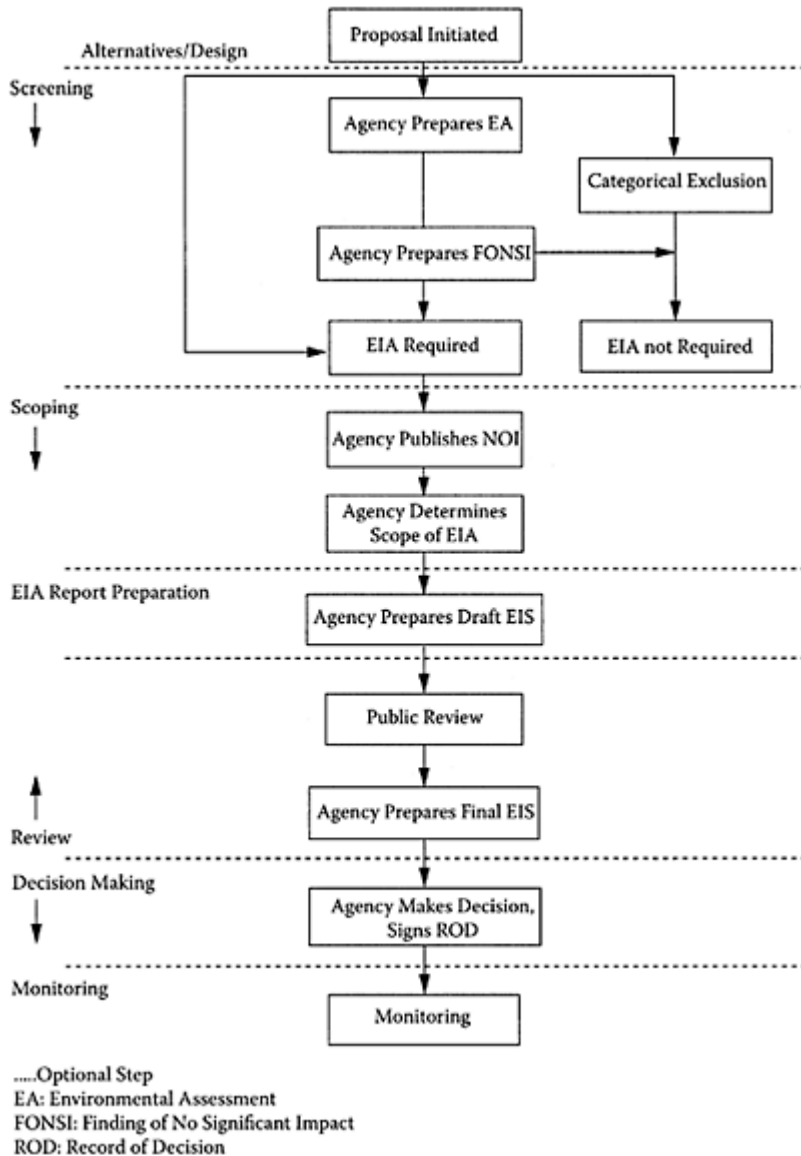 Proposal Initiated
Alternatives/Design
Screening
Agency Prepares EA
Categorical Exclusion
Agency Prepares FONSI
EIA Required
EIA not Required
Scoping
Agency Publishes NOI
Agency Determines
Scope of EIA
EIA Report Preparation
Agency Prepares Draft EIS
Public Review
Agency Prepares Final EIS
Review
Decision Making
Agency Makes Decision,
Signs ROD
Monitoring
Monitoring
.....Optional Step
EA: Environmental Assessment
FONSI: Finding of No Significant Impact
ROD: Record of Decision